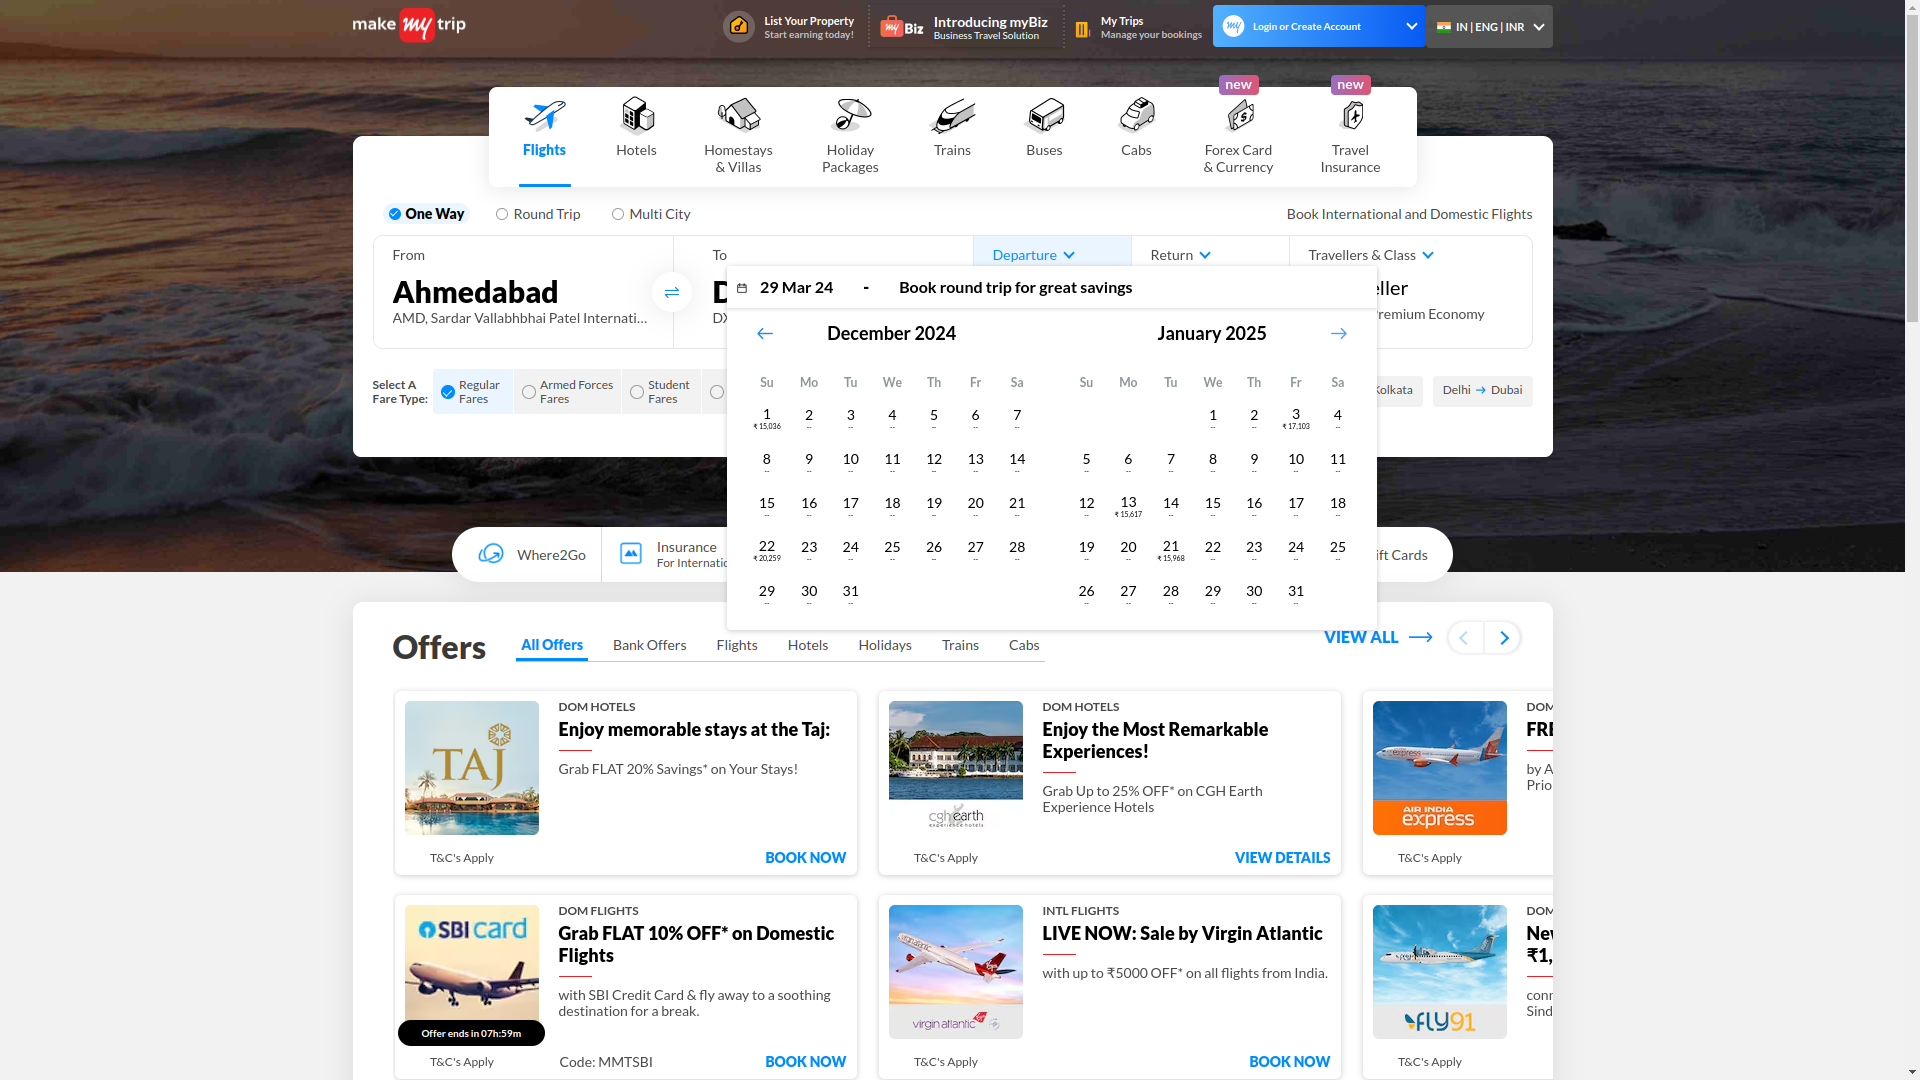 make my trip
List Your Property
Start earning today!
my Biz
Introducing myBiz
Business Travel Solution
My Trips
Manage your bookings
my
Login or Create Account
IN | ENG | INR
new
new
Flights
Hotels
Homestays
& Villas
Holiday
Packages
Trains
Buses
Cabs
Forex Card
& Currency
Travel
Insurance
One Way
Round Trip
Multi City
Book International and Domestic Flights
From
To
Departure
Return
Travellers & Class
Ahmedabad
D
eller
AMD, Sardar Vallabhbhai Patel Internati...
DX
Premium Economy
29 Mar 24 - Book round trip for great savings
December 2024
January 2025
Su Mo Tu We Th Fr Sa
Su Mo Tu We Th Fr Sa
1 2 3 4 5 6 7
₹ 15,036 -- -- -- -- -- --
1 2 3 4
-- -- ₹ 17,103 --
8 9 10 11 12 13 14
-- -- -- -- -- -- --
5 6 7 8 9 10 11
-- -- -- -- -- -- --
15 16 17 18 19 20 21
-- -- -- -- -- -- --
12 13 14 15 16 17 18
-- ₹ 15,617 -- -- -- -- --
22 23 24 25 26 27 28
₹ 20,259 -- -- -- -- -- --
19 20 21 22 23 24 25
-- -- ₹ 15,968 -- -- -- --
29 30 31
-- -- --
26 27 28 29 30 31
-- -- -- -- -- --
Select A
Fare Type:
Regular
Fares
Armed Forces
Fares
Student
Fares
Kolkata
Delhi → Dubai
Where2Go
Insurance
For Internatio
ift Cards
Offers
All Offers
Bank Offers
Flights
Hotels
Holidays
Trains
Cabs
VIEW ALL
TAJ
DOM HOTELS
Enjoy memorable stays at the Taj:
Grab FLAT 20% Savings* on Your Stays!
T&C's Apply
BOOK NOW
cgh earth
experience hotels
DOM HOTELS
Enjoy the Most Remarkable
Experiences!
Grab Up to 25% OFF* on CGH Earth
Experience Hotels
T&C's Apply
VIEW DETAILS
express
AIR INDIA
express
DOM
FRE
by A
Prio
T&C's Apply
SBI card
Offer ends in 07h:59m
DOM FLIGHTS
Grab FLAT 10% OFF* on Domestic
Flights
with SBI Credit Card & fly away to a soothing
destination for a break.
T&C's Apply
Code: MMTSBI
BOOK NOW
virgin atlantic
INTL FLIGHTS
LIVE NOW: Sale by Virgin Atlantic
with up to ₹5000 OFF* on all flights from India.
T&C's Apply
BOOK NOW
FLY91
DOM
New
₹1,
conn
Sind
T&C's Apply